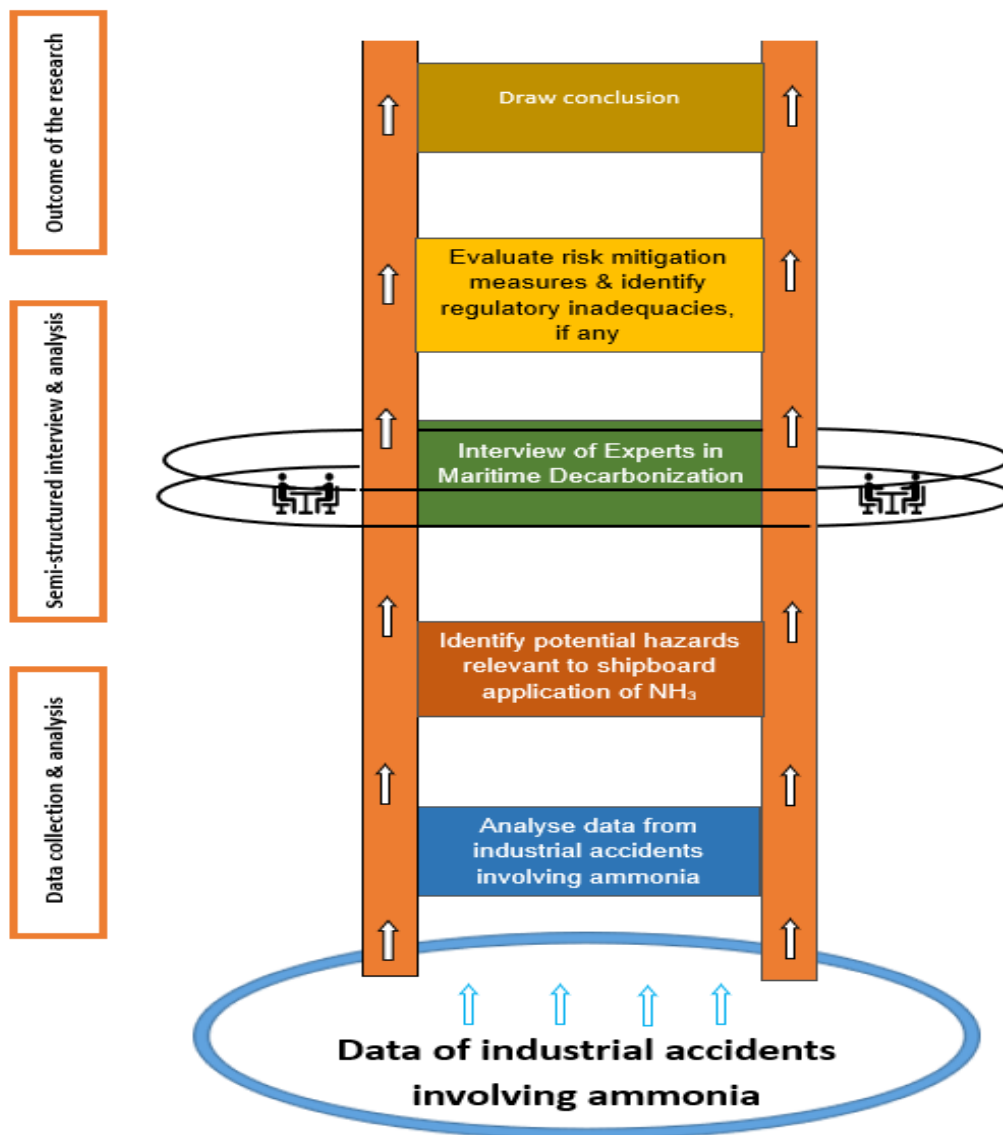 Outcome of the research
Draw conclusion
Semi-structured interview & analysis
Evaluate risk mitigation
measures & identify
regulatory inadequacies,
if any
Interview of Experts in
Maritime Decarbonization
Data collection & analysis
Identify potential hazards
relevant to shipboard
application of NH₃
Analyse data from
industrial accidents
involving ammonia
Data of industrial accidents
involving ammonia